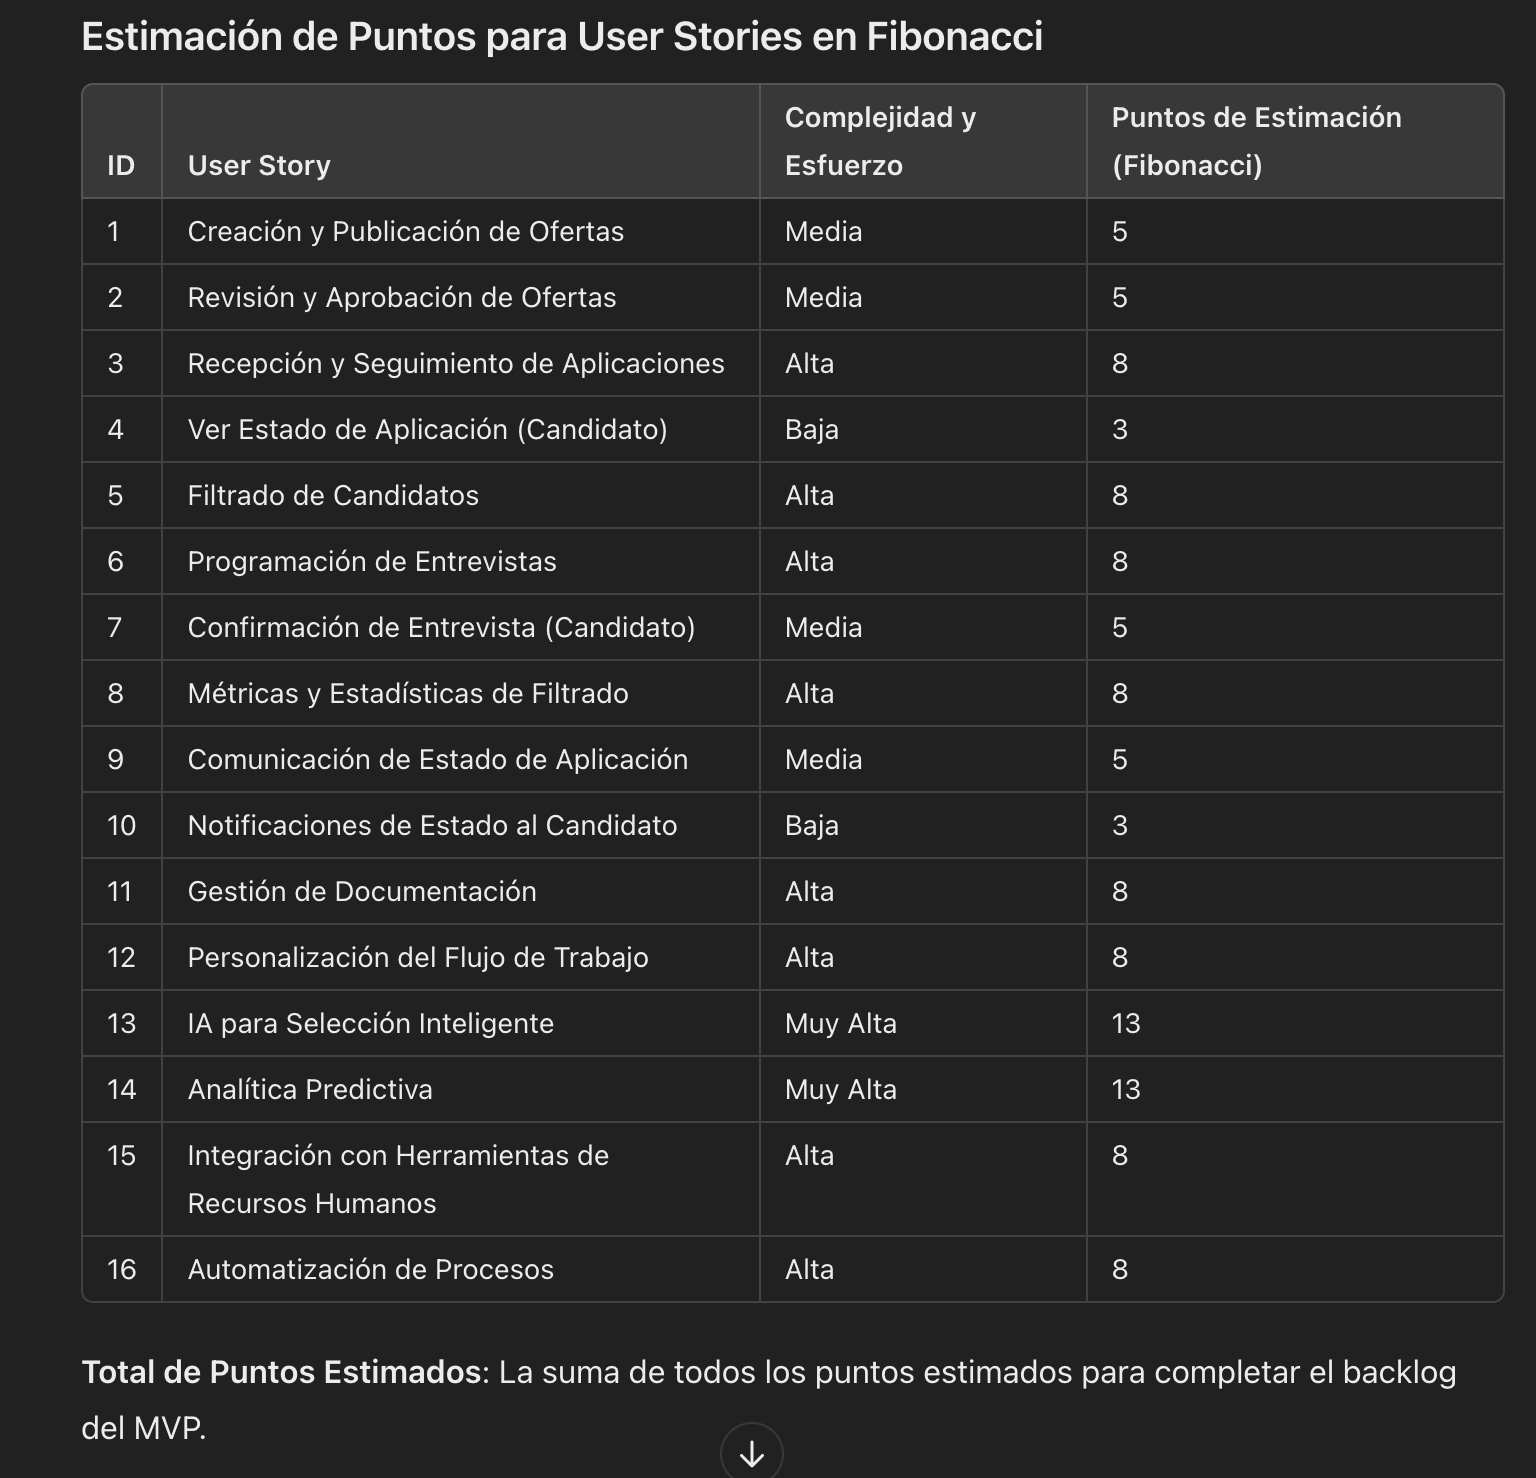 Estimación de Puntos para User Stories en Fibonacci
ID User Story Complejidad y Esfuerzo Puntos de Estimación (Fibonacci)
1 Creación y Publicación de Ofertas Media 5
2 Revisión y Aprobación de Ofertas Media 5
3 Recepción y Seguimiento de Aplicaciones Alta 8
4 Ver Estado de Aplicación (Candidato) Baja 3
5 Filtrado de Candidatos Alta 8
6 Programación de Entrevistas Alta 8
7 Confirmación de Entrevista (Candidato) Media 5
8 Métricas y Estadísticas de Filtrado Alta 8
9 Comunicación de Estado de Aplicación Media 5
10 Notificaciones de Estado al Candidato Baja 3
11 Gestión de Documentación Alta 8
12 Personalización del Flujo de Trabajo Alta 8
13 IA para Selección Inteligente Muy Alta 13
14 Analítica Predictiva Muy Alta 13
15 Integración con Herramientas de Recursos Humanos Alta 8
16 Automatización de Procesos Alta 8
Total de Puntos Estimados: La suma de todos los puntos estimados para completar el backlog
del MVP.